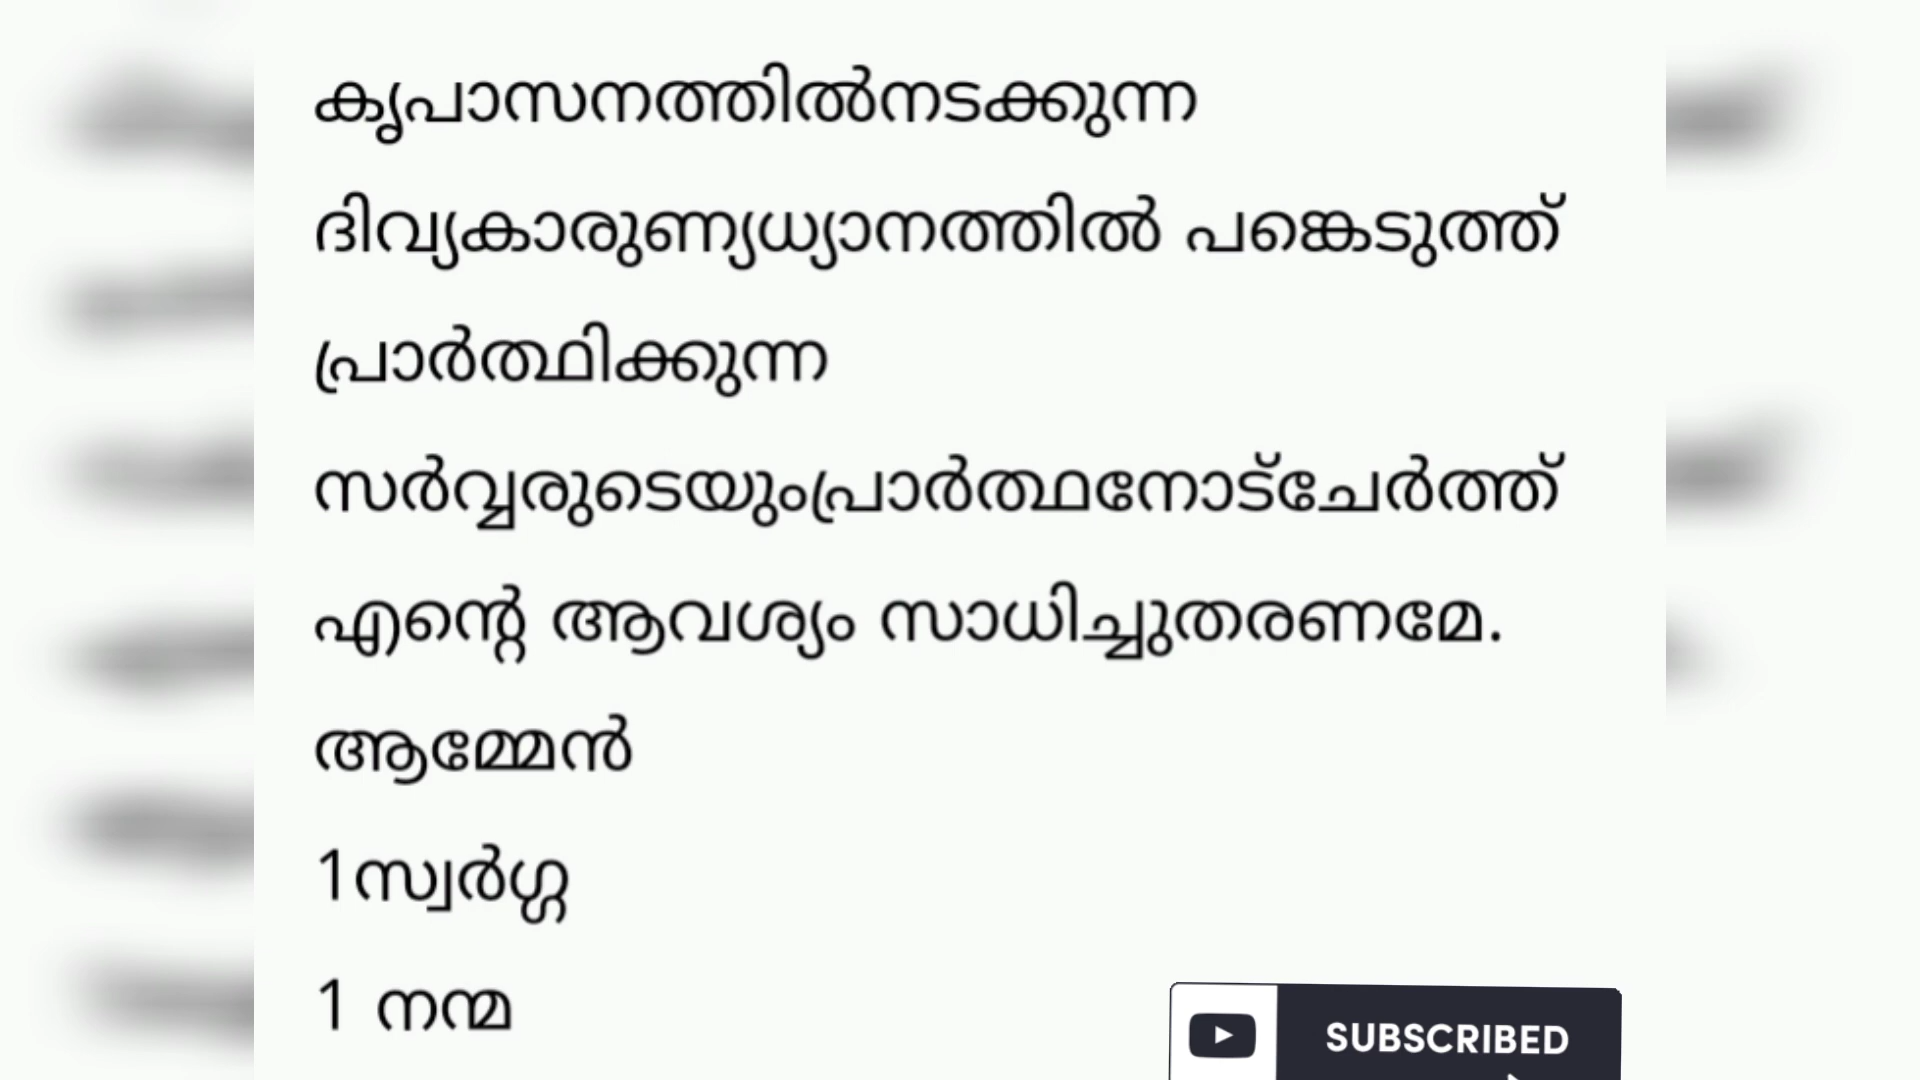 കൃപാസനത്തിൽനടക്കുന്ന
ദിവ്യകാരുണ്യധ്യാനത്തിൽ പങ്കെടുത്ത്
പ്രാർത്ഥിക്കുന്ന
സർവ്വരുടെയുംപ്രാർത്ഥനോട്ചേർത്ത്
എന്റെ ആവശ്യം സാധിച്ചുതരണമേ.
ആമ്മേൻ
1സ്വർഗ്ഗ
1 നന്മ
SUBSCRIBED